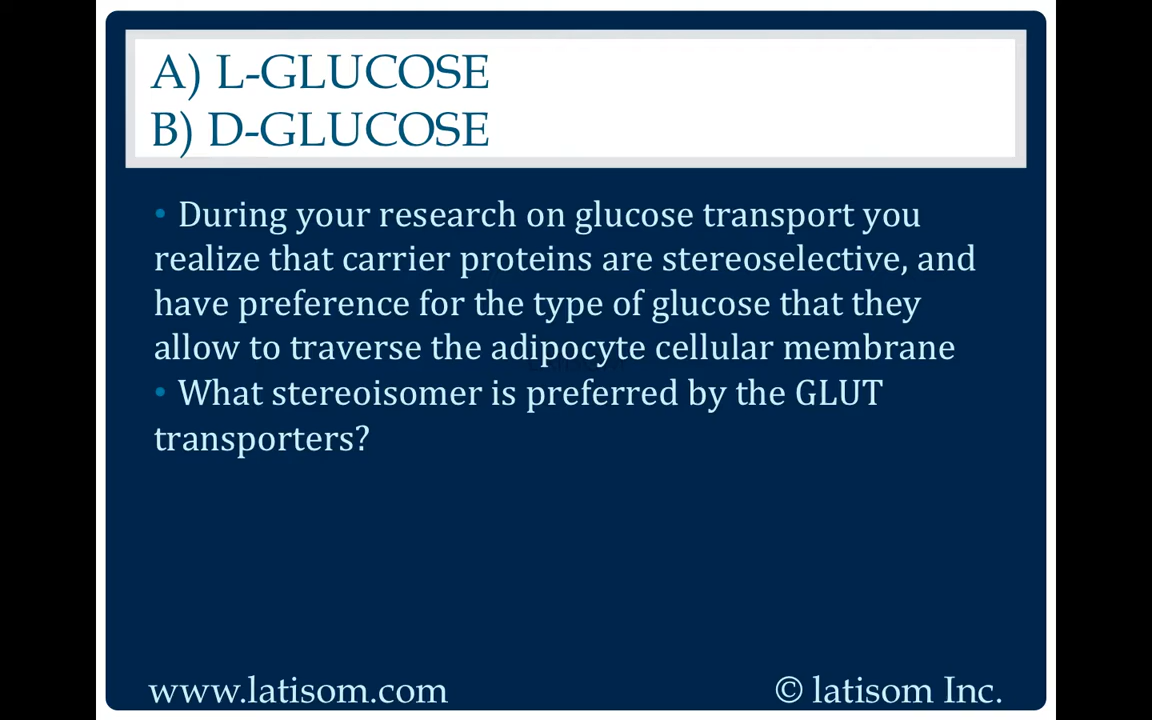 A) L-GLUCOSE
B) D-GLUCOSE
• During your research on glucose transport you
realize that carrier proteins are stereoselective, and
have preference for the type of glucose that they
allow to traverse the adipocyte cellular membrane
• What stereoisomer is preferred by the GLUT
transporters?
www.latisom.com © latisom Inc.